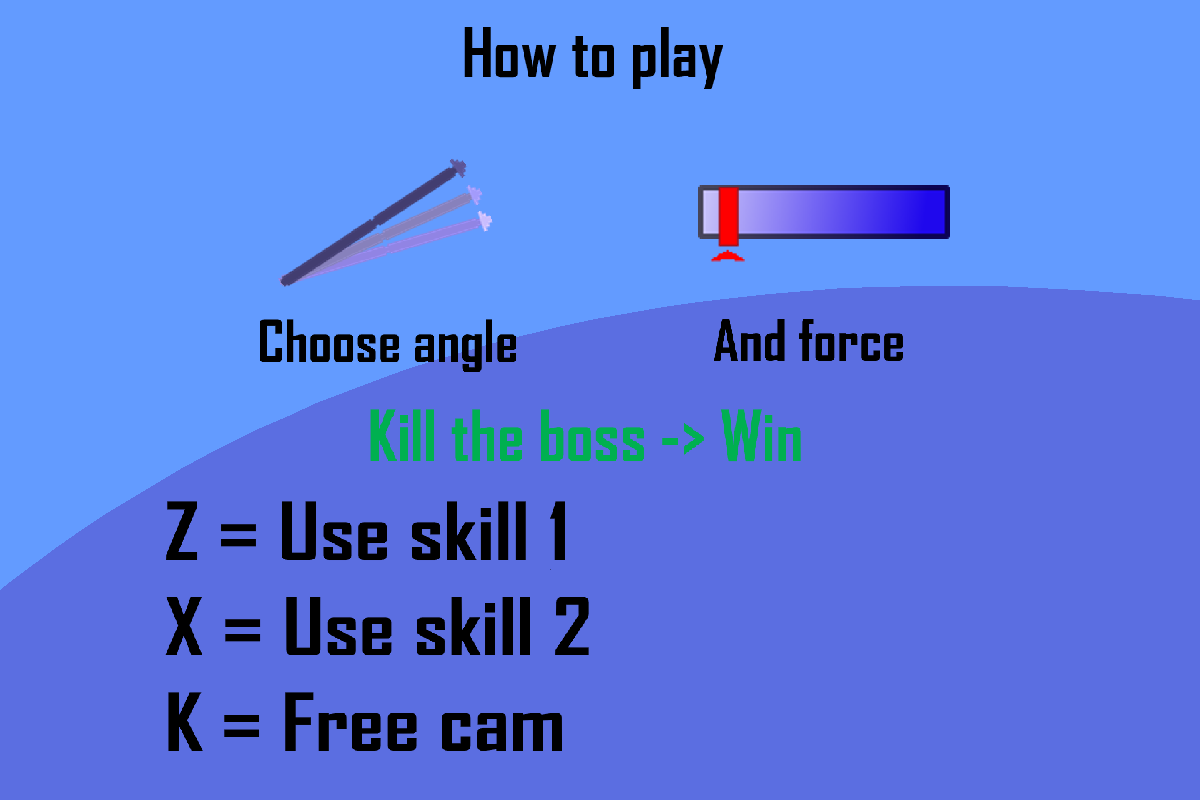 How to play
Choose angle
And force
Kill the boss -> Win
Z = Use skill 1
X = Use skill 2
K = Free cam